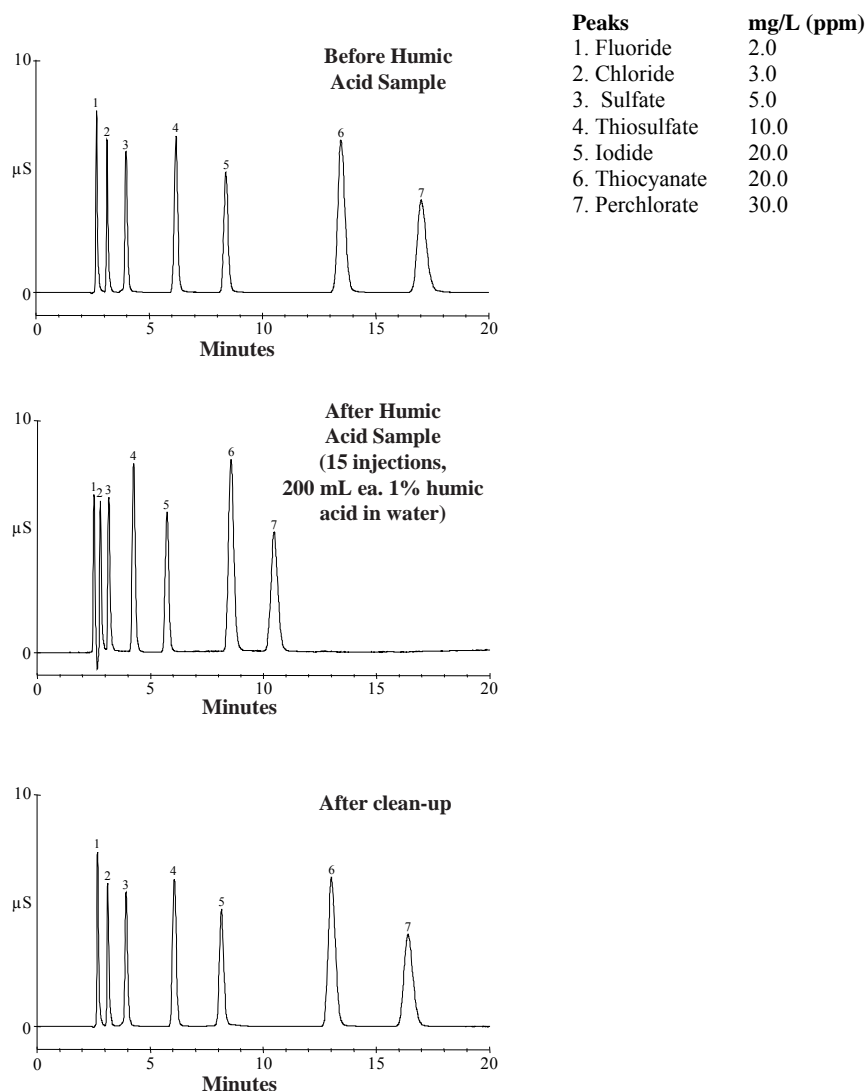 Peaks mg/L (ppm)
1. Fluoride 2.0
2. Chloride 3.0
3. Sulfate 5.0
4. Thiosulfate 10.0
5. Iodide 20.0
6. Thiocyanate 20.0
7. Perchlorate 30.0
Before Humic
Acid Sample
10
µS
0
1
2
3
4
5
6
7
0 5 10 15 20
Minutes
After Humic
Acid Sample
(15 injections,
200 mL ea. 1% humic
acid in water)
10
µS
0
1
2
3
4
5
6
7
0 5 10 15 20
Minutes
After clean-up
10
µS
0
1
2
3
4
5
6
7
0 5 10 15 20
Minutes